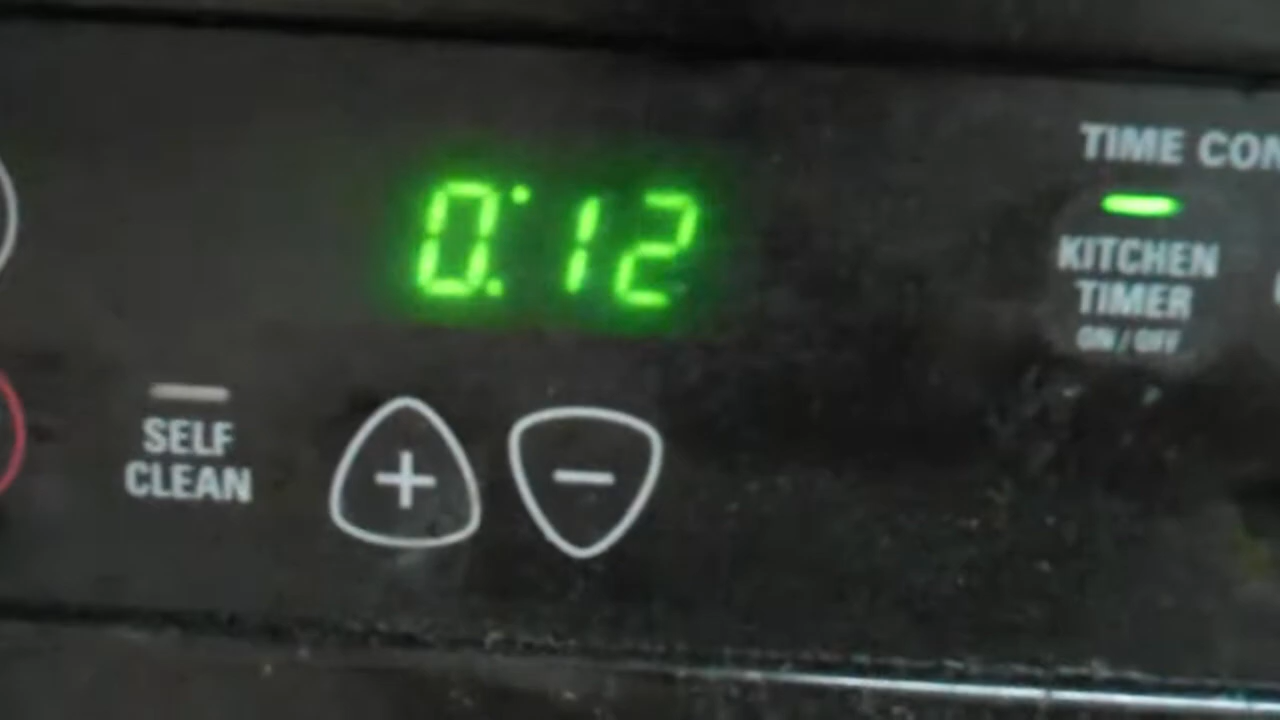 0:12
TIME CON
KITCHEN
TIMER
ON / OFF
SELF
CLEAN
+
−